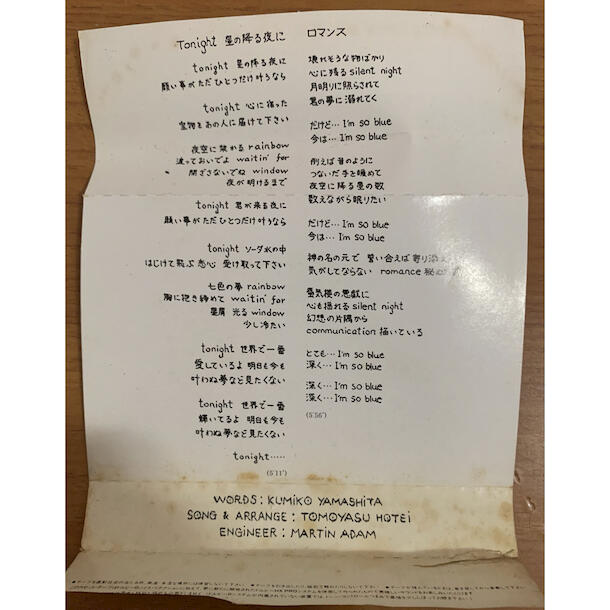 Tonight 星の降る夜に
tonight 星の降る夜に
願い事がただひとつだけ叶うなら
tonight 心に宿った
宝物をあの人に届けて下さい
夜空に架かる rainbow
渡っておいでよ waitin' for
閉ざさないでね window
夜が明けるまで
tonight 君が来る夜に
願い事がただひとつだけ叶うなら
tonight ソーダ水の中
はじけて飛ぶ恋心 受け取って下さい
七色の夢 rainbow
胸に抱き締めて waitin' for
星屑 光る window
少し冷たい
tonight 世界で一番
愛しているよ 明日も今も
叶わぬ夢など見たくない
tonight 世界で一番
輝いてるよ 明日も今も
叶わぬ夢など見たくない
tonight……
(5'11")
ロマンス
壊れそうな物ばかり
心に残る silent night
月明りに照らされて
君の夢に溺れてく
だけど… I'm so blue
今は… I'm so blue
例えば昔のように
つないだ手を暖めて
夜空に降る星の数
数えながら眠りたい
だけど… I'm so blue
今は… I'm so blue
神の名の元で 誓い合えば寄り添え
気がしてならない romance 秘め
蜃気楼の悪戯に
心も揺れる silent night
幻想の片隅から
communication 描いている
とても… I'm so blue
深く… I'm so blue
深く… I'm so blue
深く… I'm so blue
(5'56")
WORDS : KUMIKO YAMASHITA
SONG & ARRANGE : TOMOYASU HOTEI
ENGINEER : MARTIN ADAM